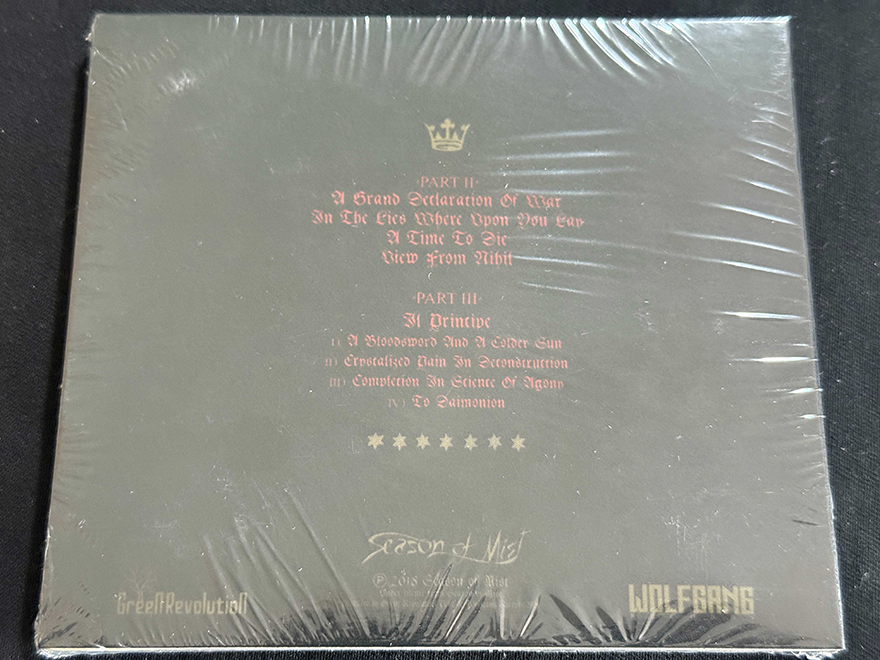 PART II
A Grand Declaration Of War
In The Lies Where Upon You Lay
A Time To Die
View From Nihil
PART III
Il Principe
I) A Bloodsword And A Colder Sun
II) Crystalized Pain In Deconstruction
III) Completion In Science Of Agony
IV) To Daimonion
Season of Mist
℗ 2018 Season of Mist
GreenRevolution
WOLFGANG